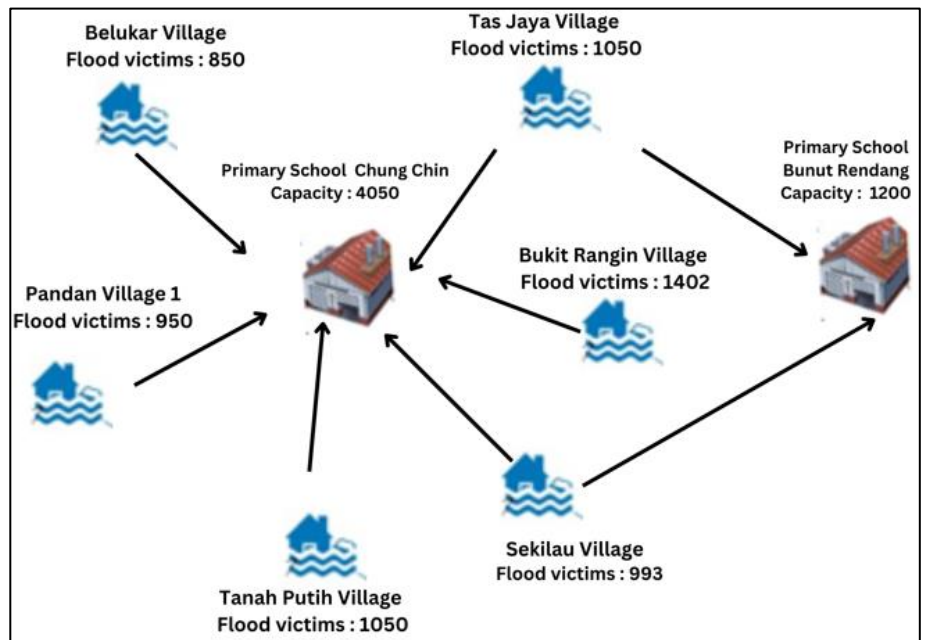 Belukar Village
Flood victims : 850
Tas Jaya Village
Flood victims : 1050
Primary School Chung Chin
Capacity : 4050
Primary School
Bunut Rendang
Capacity : 1200
Bukit Rangin Village
Flood victims : 1402
Pandan Village 1
Flood victims : 950
Sekilau Village
Flood victims : 993
Tanah Putih Village
Flood victims : 1050